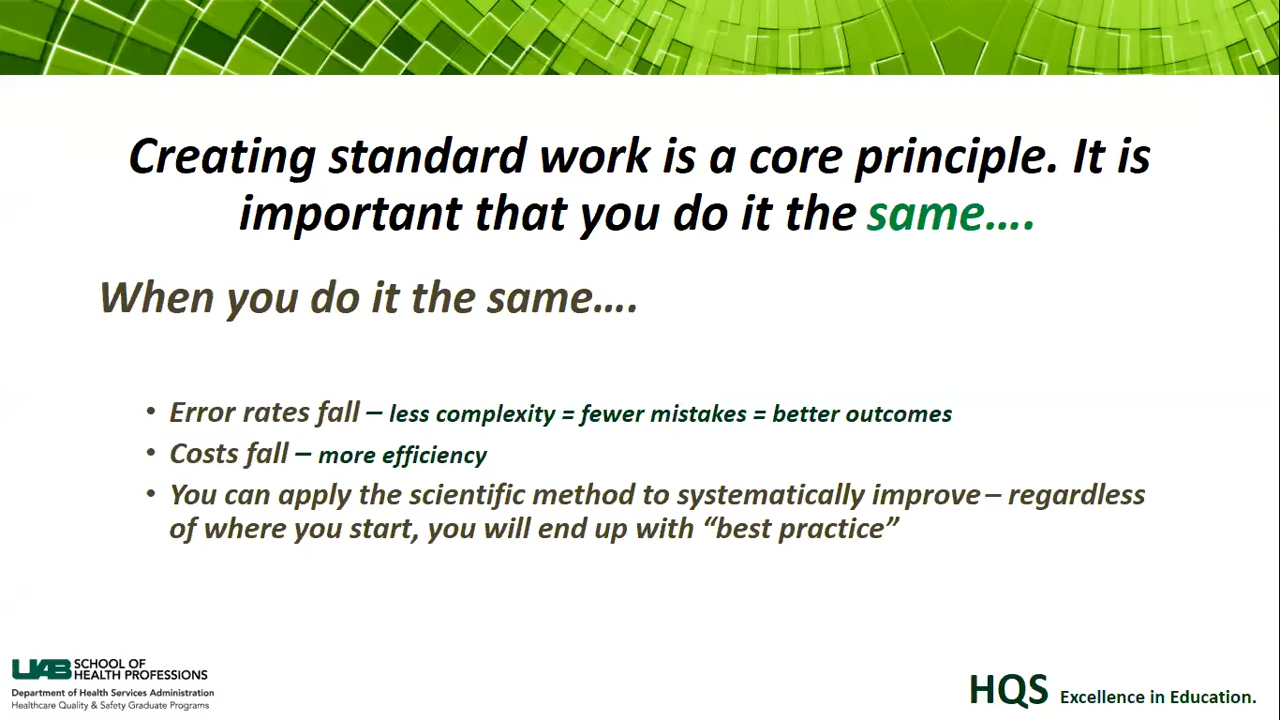 Creating standard work is a core principle. It is
important that you do it the same….
When you do it the same….
• Error rates fall – less complexity = fewer mistakes = better outcomes
• Costs fall – more efficiency
• You can apply the scientific method to systematically improve – regardless
of where you start, you will end up with “best practice”
UAB SCHOOL OF
HEALTH PROFESSIONS
Department of Health Services Administration
Healthcare Quality & Safety Graduate Programs
HQS Excellence in Education.